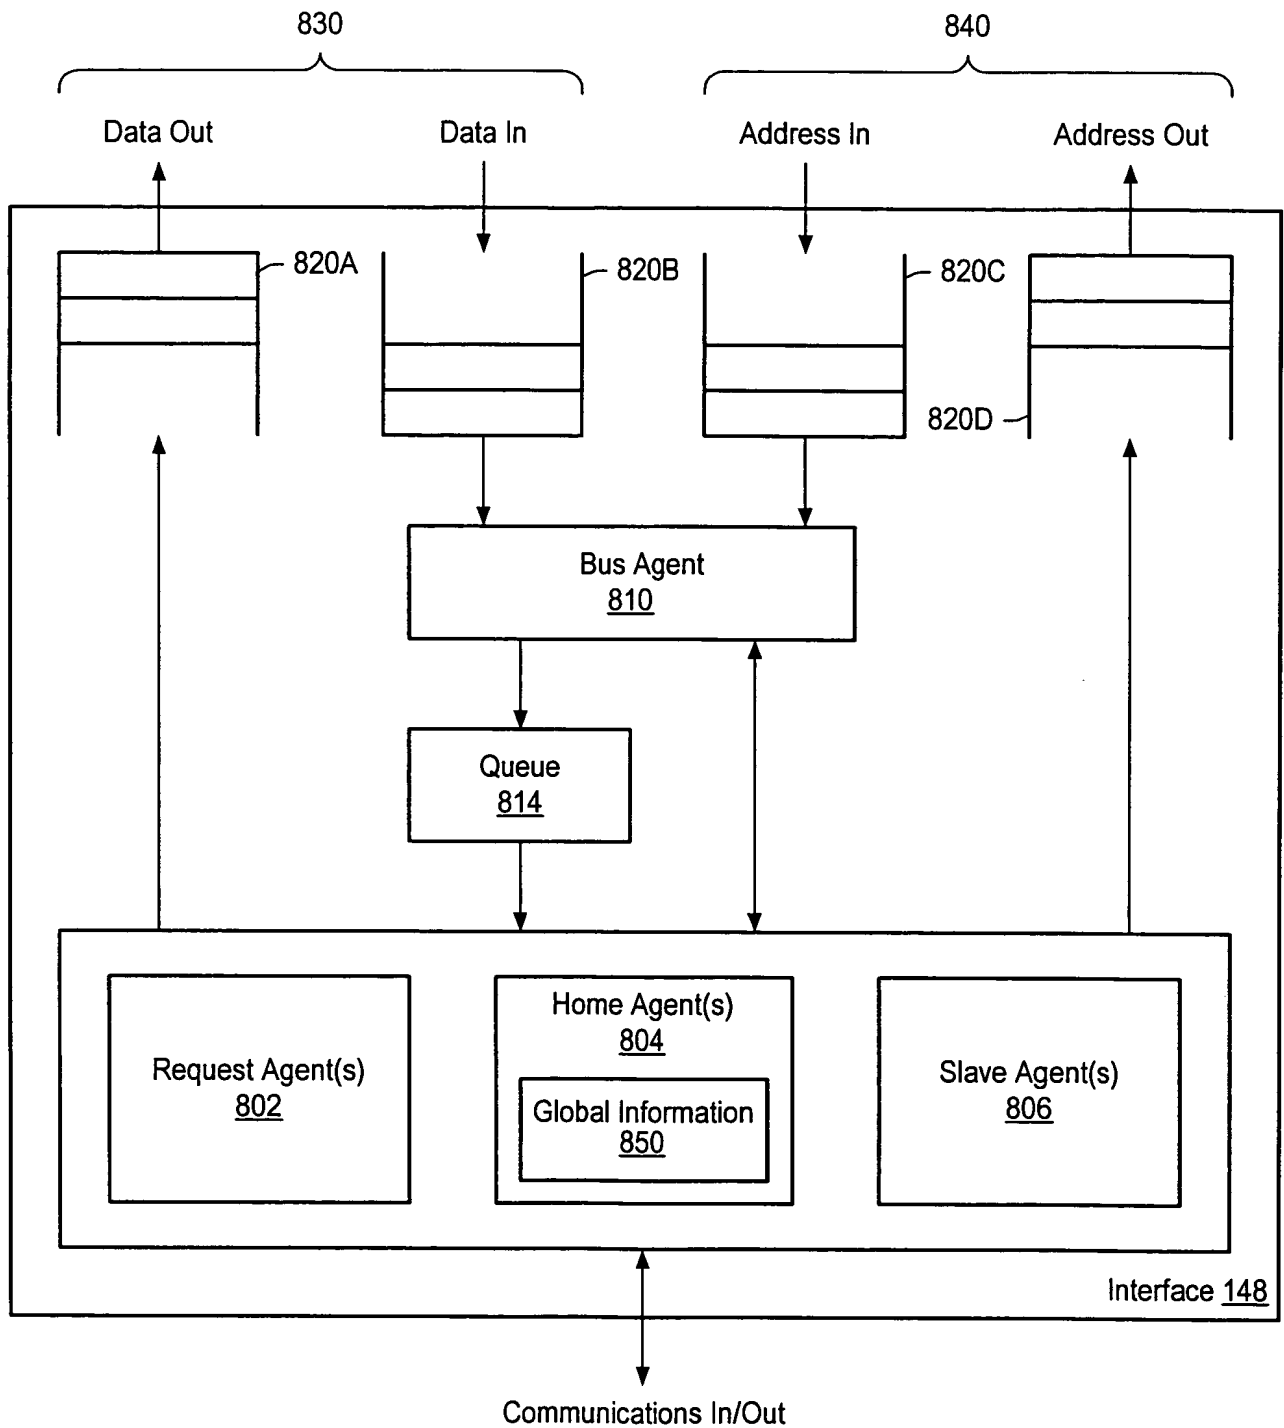 830
840
Data Out
Data In
Address In
Address Out
820A
820B
820C
820D
Bus Agent
810
Queue
814
Request Agent(s)
802
Home Agent(s)
804
Global Information
850
Slave Agent(s)
806
Interface 148
Communications In/Out